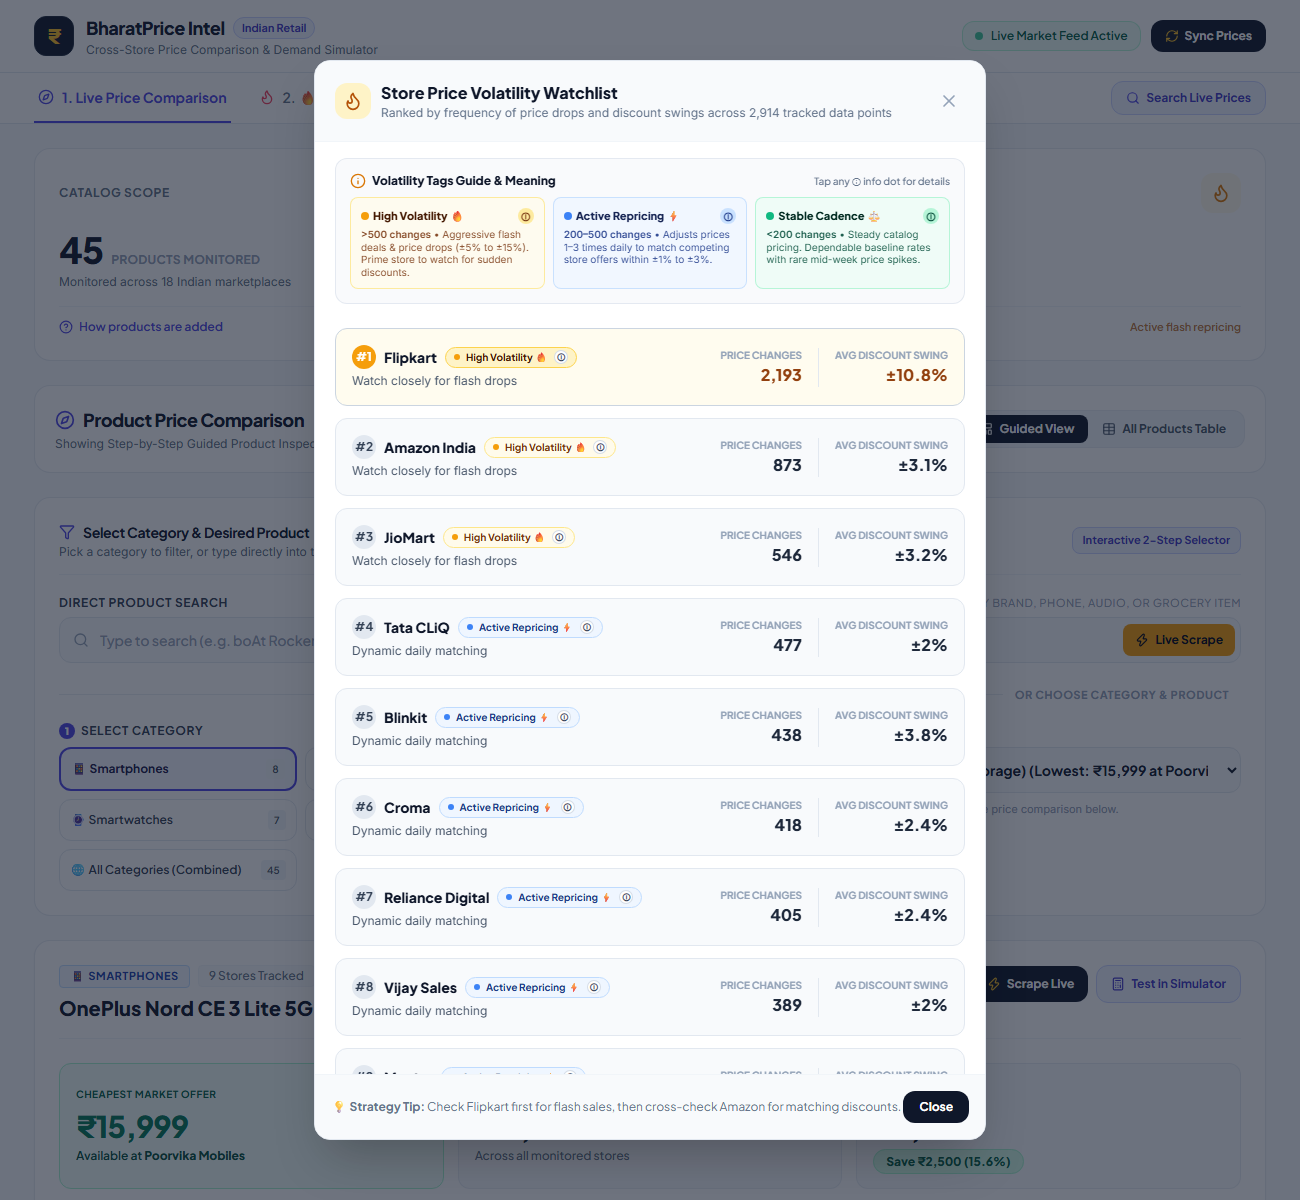 BharatPrice Intel
Indian Retail
Cross-Store Price Comparison & Demand Simulator
Live Market Feed Active
Sync Prices
1. Live Price Comparison
2.
Search Live Prices
Store Price Volatility Watchlist
Ranked by frequency of price drops and discount swings across 2,914 tracked data points
Volatility Tags Guide & Meaning
Tap any ⓘ info dot for details
High Volatility 🔥
>500 changes • Aggressive flash
deals & price drops (±5% to ±15%).
Prime store to watch for sudden
discounts.
Active Repricing ⚡
200–500 changes • Adjusts prices
1–3 times daily to match competing
store offers within ±1% to ±3%.
Stable Cadence ⚖️
<200 changes • Steady catalog
pricing. Dependable baseline rates
with rare mid-week price spikes.
#1 Flipkart High Volatility 🔥
Watch closely for flash drops
PRICE CHANGES
2,193
AVG DISCOUNT SWING
±10.8%
#2 Amazon India High Volatility 🔥
Watch closely for flash drops
PRICE CHANGES
873
AVG DISCOUNT SWING
±3.1%
#3 JioMart High Volatility 🔥
Watch closely for flash drops
PRICE CHANGES
546
AVG DISCOUNT SWING
±3.2%
#4 Tata CLiQ Active Repricing ⚡
Dynamic daily matching
PRICE CHANGES
477
AVG DISCOUNT SWING
±2%
#5 Blinkit Active Repricing ⚡
Dynamic daily matching
PRICE CHANGES
438
AVG DISCOUNT SWING
±3.8%
#6 Croma Active Repricing ⚡
Dynamic daily matching
PRICE CHANGES
418
AVG DISCOUNT SWING
±2.4%
#7 Reliance Digital Active Repricing ⚡
Dynamic daily matching
PRICE CHANGES
405
AVG DISCOUNT SWING
±2.4%
#8 Vijay Sales Active Repricing ⚡
Dynamic daily matching
PRICE CHANGES
389
AVG DISCOUNT SWING
±2%
💡 Strategy Tip: Check Flipkart first for flash sales, then cross-check Amazon for matching discounts.
Close
CATALOG SCOPE
45 PRODUCTS MONITORED
Monitored across 18 Indian marketplaces
How products are added
Active flash repricing
Product Price Comparison
Showing Step-by-Step Guided Product
Guided View
All Products Table
Select Category & Desired Product
Pick a category to filter, or type directly into
Interactive 2-Step Selector
DIRECT PRODUCT SEARCH
BRAND, PHONE, AUDIO, OR GROCERY ITEM
Type to search (e.g. boAt
Live Scrape
OR CHOOSE CATEGORY & PRODUCT
1 SELECT CATEGORY
Smartphones 8
Smartwatches 7
All Categories (Combined) 45
(Lowest: ₹15,999 at
price comparison below.
SMARTPHONES
9 Stores Tracked
OnePlus Nord CE 3 Lite 5G
Scrape Live
Test in Simulator
CHEAPEST MARKET OFFER
₹15,999
Available at Poorvika Mobiles
Across all monitored stores
Save ₹2,500 (15.6%)